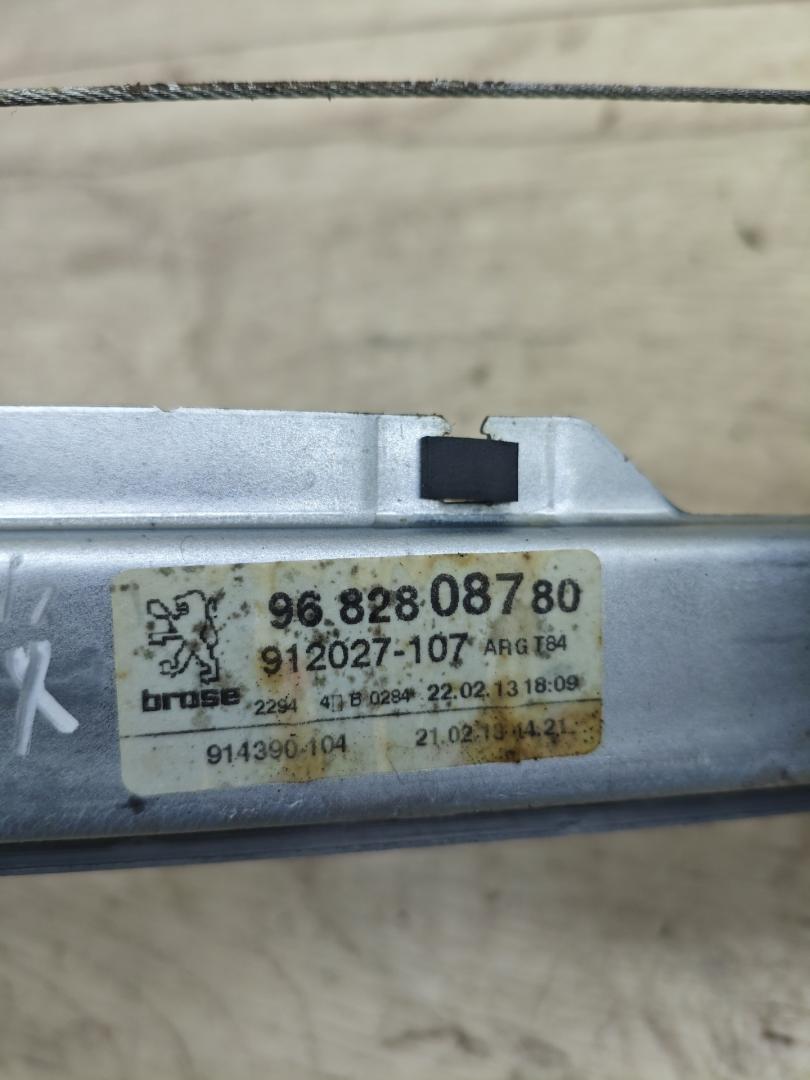 96 828 087 80
912027-107 ARG T84
brose 2294 B 0284 22.02.13 18:09
914390-104 21.02.13 14:21
X